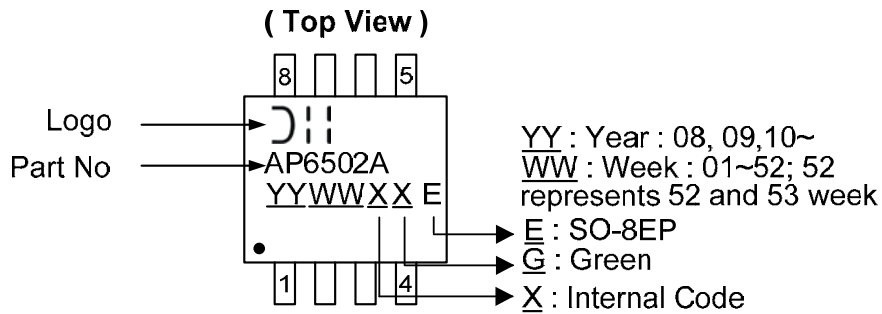 ( Top View )
8 5
Logo
Part No
AP6502A
YYWWXX E
1 4
YY : Year : 08, 09,10~
WW : Week : 01~52; 52
represents 52 and 53 week
E : SO-8EP
G : Green
X : Internal Code